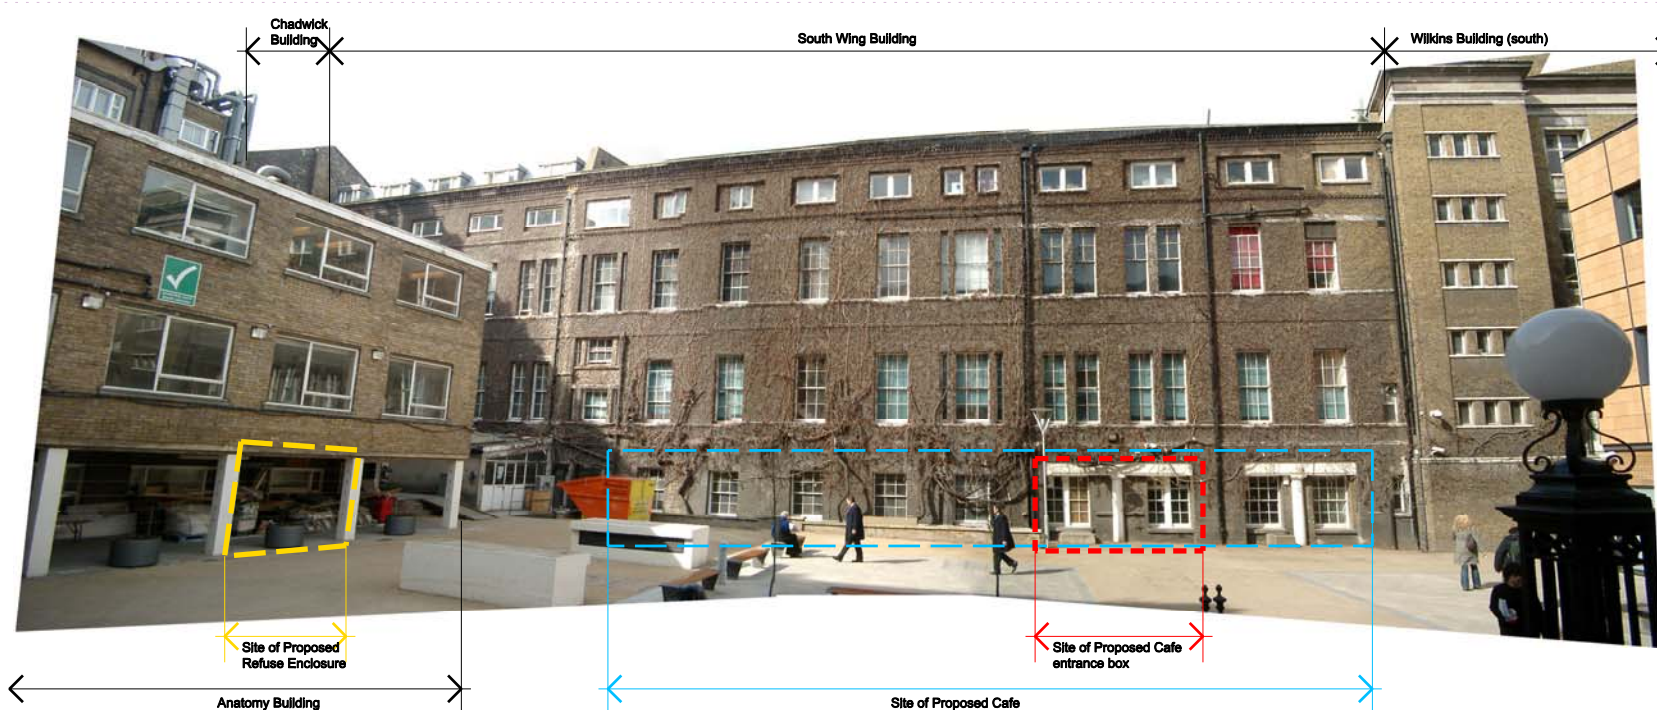 Chadwick
Building
South Wing Building
Wilkins Building (south)
Site of Proposed
Refuse Enclosure
Site of Proposed Cafe
entrance box
Anatomy Building
Site of Proposed Cafe